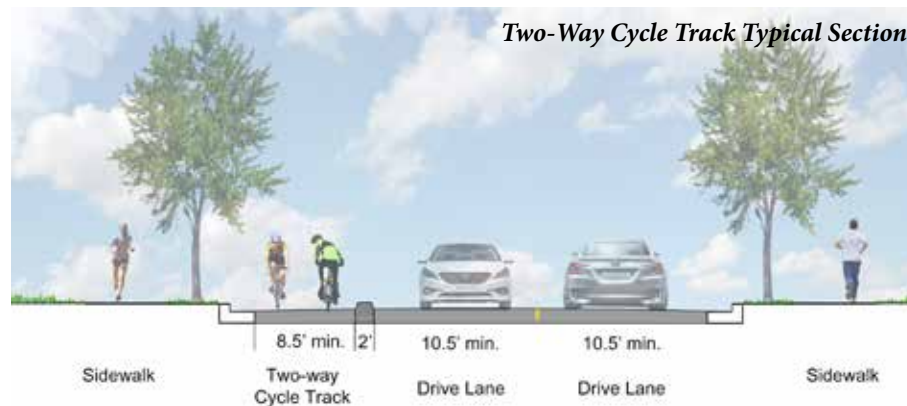 Two-Way Cycle Track Typical Section
8.5' min. 2' 10.5' min. 10.5' min.
Sidewalk Two-way Cycle Track Drive Lane Drive Lane Sidewalk